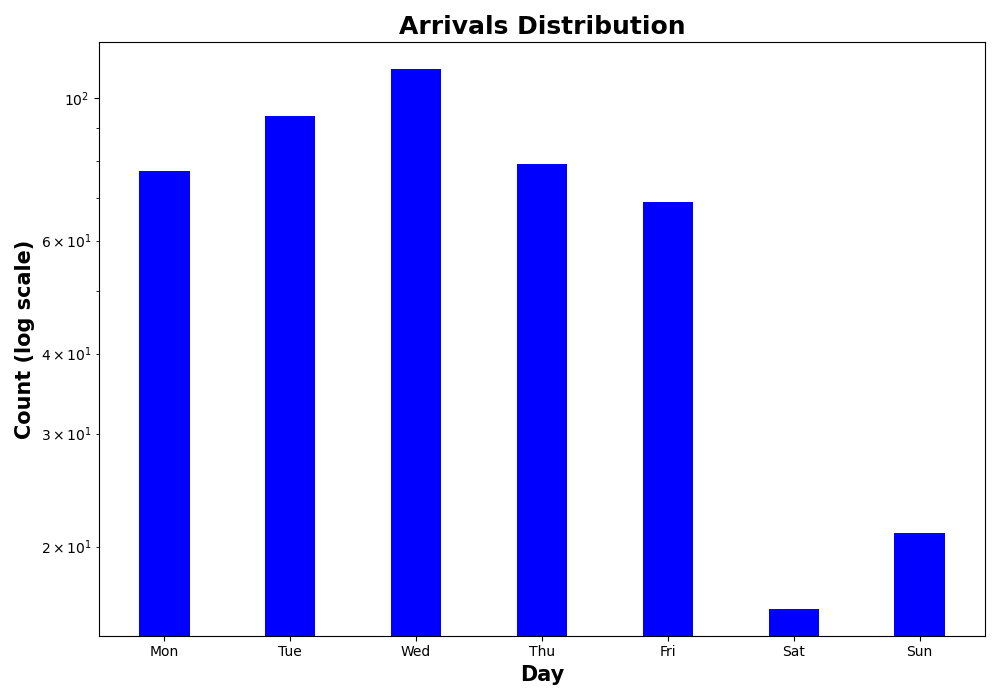 Arrivals Distribution
Count (log scale)
10²
6 × 10¹
4 × 10¹
3 × 10¹
2 × 10¹
Mon Tue Wed Thu Fri Sat Sun
Day